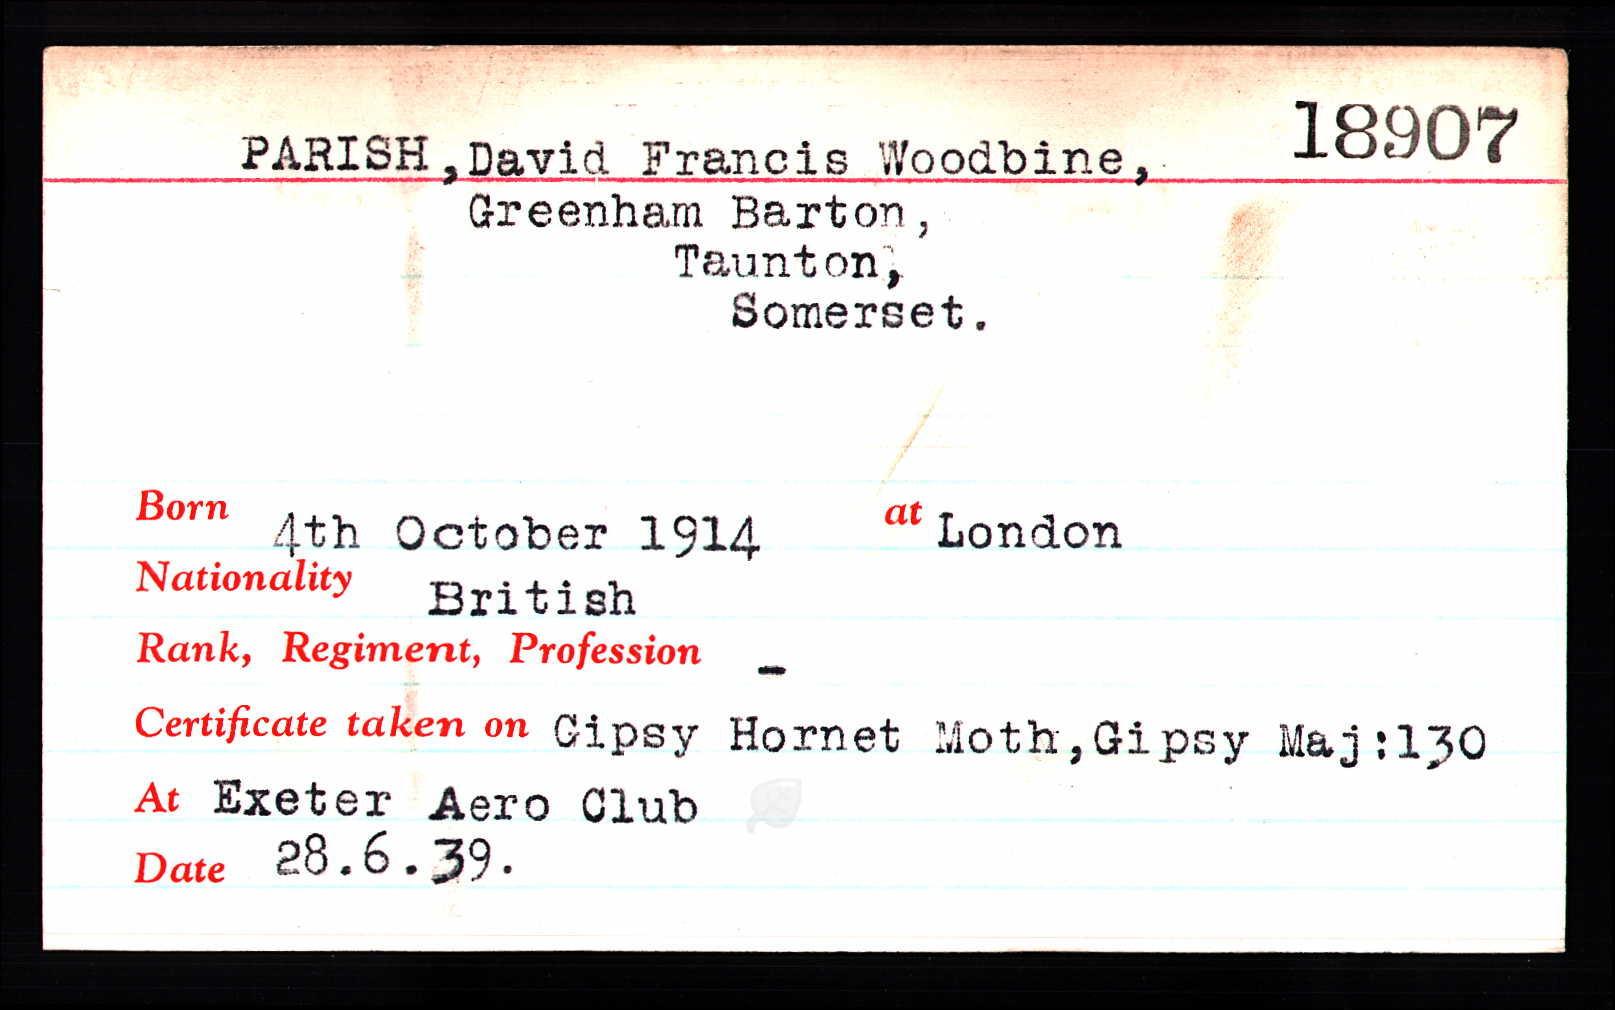 18907
PARISH, David Francis Woodbine,
Greenham Barton,
Taunton,
Somerset.
Born 4th October 1914 at London
Nationality British
Rank, Regiment, Profession -
Certificate taken on Gipsy Hornet Moth, Gipsy Maj:130
At Exeter Aero Club
Date 28.6.39.